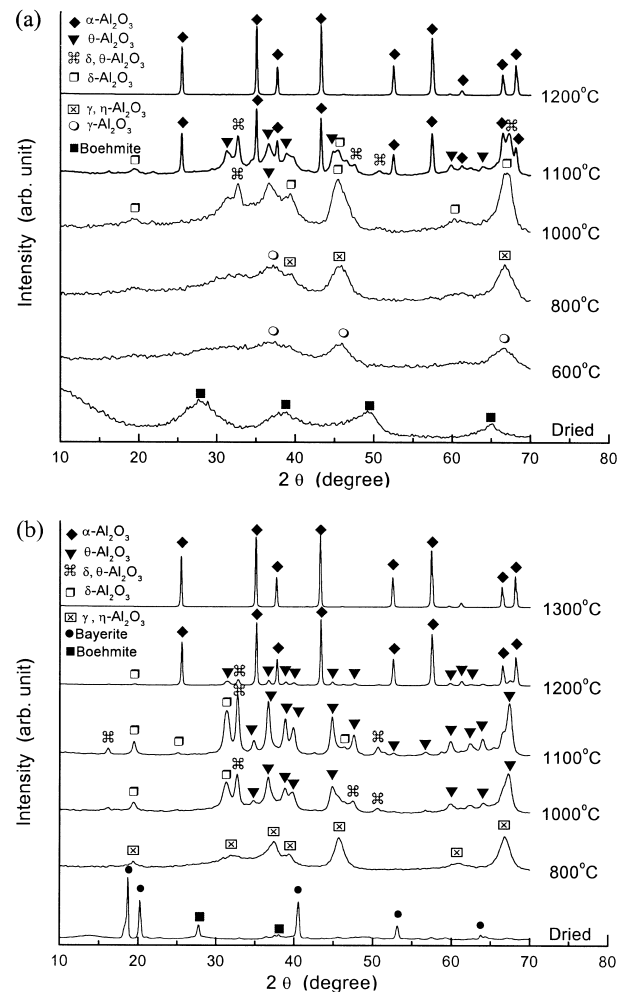 (a)
α-Al2O3
θ-Al2O3
δ, θ-Al2O3
δ-Al2O3
γ, η-Al2O3
γ-Al2O3
Boehmite
1200°C
1100°C
1000°C
800°C
600°C
Dried
Intensity (arb. unit)
10 20 30 40 50 60 70 80
2 θ (degree)
(b)
α-Al2O3
θ-Al2O3
δ, θ-Al2O3
δ-Al2O3
γ, η-Al2O3
Bayerite
Boehmite
1300°C
1200°C
1100°C
1000°C
800°C
Dried
Intensity (arb. unit)
10 20 30 40 50 60 70 80
2 θ (degree)